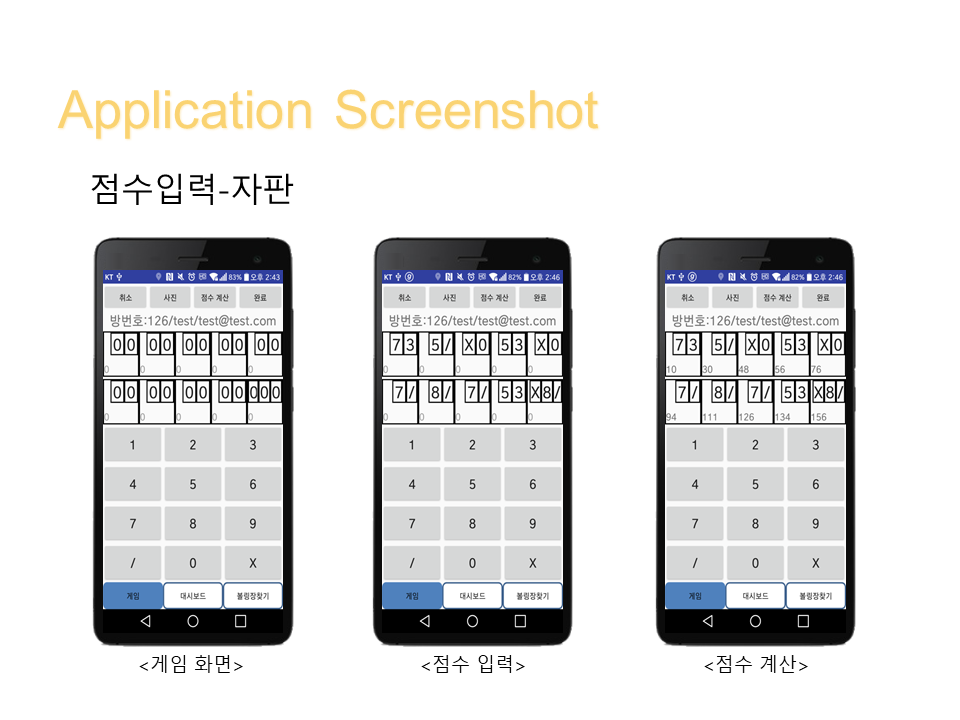 Application Screenshot
점수입력-자판
KT 83% 오후 2:43
취소 사진 점수 계산 완료
방번호:126/test/test@test.com
0 0 0 0 0 0 0 0 0 0
0 0 0 0 0
0 0 0 0 0 0 0 0 0 0 0
0 0 0 0 0
1 2 3
4 5 6
7 8 9
/ 0 X
게임 대시보드 볼링장찾기
<게임 화면>
KT 82% 오후 2:46
취소 사진 점수 계산 완료
방번호:126/test/test@test.com
7 3 5 / X 0 5 3 X 0
0 0 0 0 0
7 / 8 / 7 / 5 3 X 8 /
0 0 0 0 0
1 2 3
4 5 6
7 8 9
/ 0 X
게임 대시보드 볼링장찾기
<점수 입력>
KT 82% 오후 2:46
취소 사진 점수 계산 완료
방번호:126/test/test@test.com
7 3 5 / X 0 5 3 X 0
10 30 48 56 76
7 / 8 / 7 / 5 3 X 8 /
94 111 126 134 156
1 2 3
4 5 6
7 8 9
/ 0 X
게임 대시보드 볼링장찾기
<점수 계산>